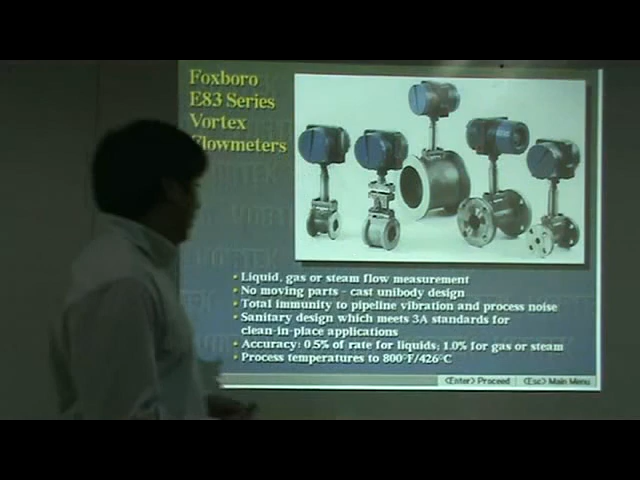 Foxboro
E83 Series
Vortex
Flowmeters
• Liquid, gas or steam flow measurement
• No moving parts - cast unibody design
• Total immunity to pipeline vibration and process noise
• Sanitary design which meets 3A standards for
clean-in-place applications
• Accuracy: 0.5% of rate for liquids; 1.0% for gas or steam
• Process temperatures to 800°F/426°C
<Enter> Proceed <Esc> Main Menu